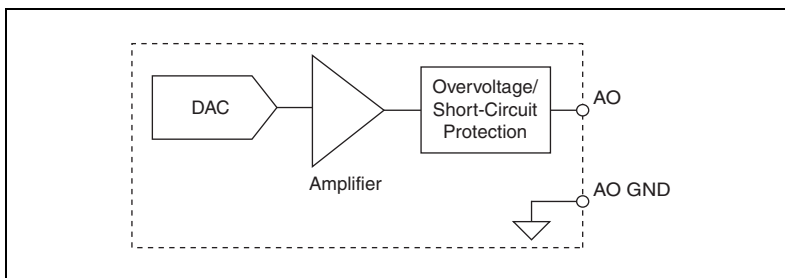 DAC
Amplifier
Overvoltage/
Short-Circuit
Protection
AO
AO GND